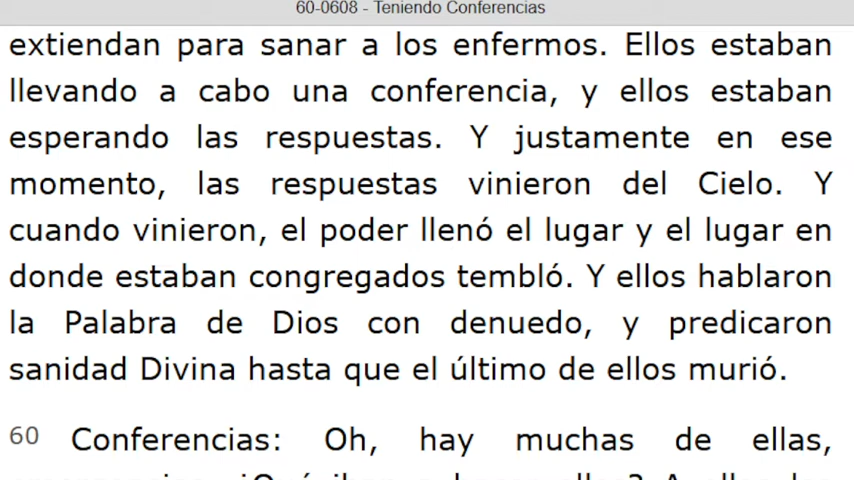 60-0608 - Teniendo Conferencias
extiendan para sanar a los enfermos. Ellos estaban
llevando a cabo una conferencia, y ellos estaban
esperando las respuestas. Y justamente en ese
momento, las respuestas vinieron del Cielo. Y
cuando vinieron, el poder llenó el lugar y el lugar en
donde estaban congregados tembló. Y ellos hablaron
la Palabra de Dios con denuedo, y predicaron
sanidad Divina hasta que el último de ellos murió.
60 Conferencias: Oh, hay muchas de ellas,